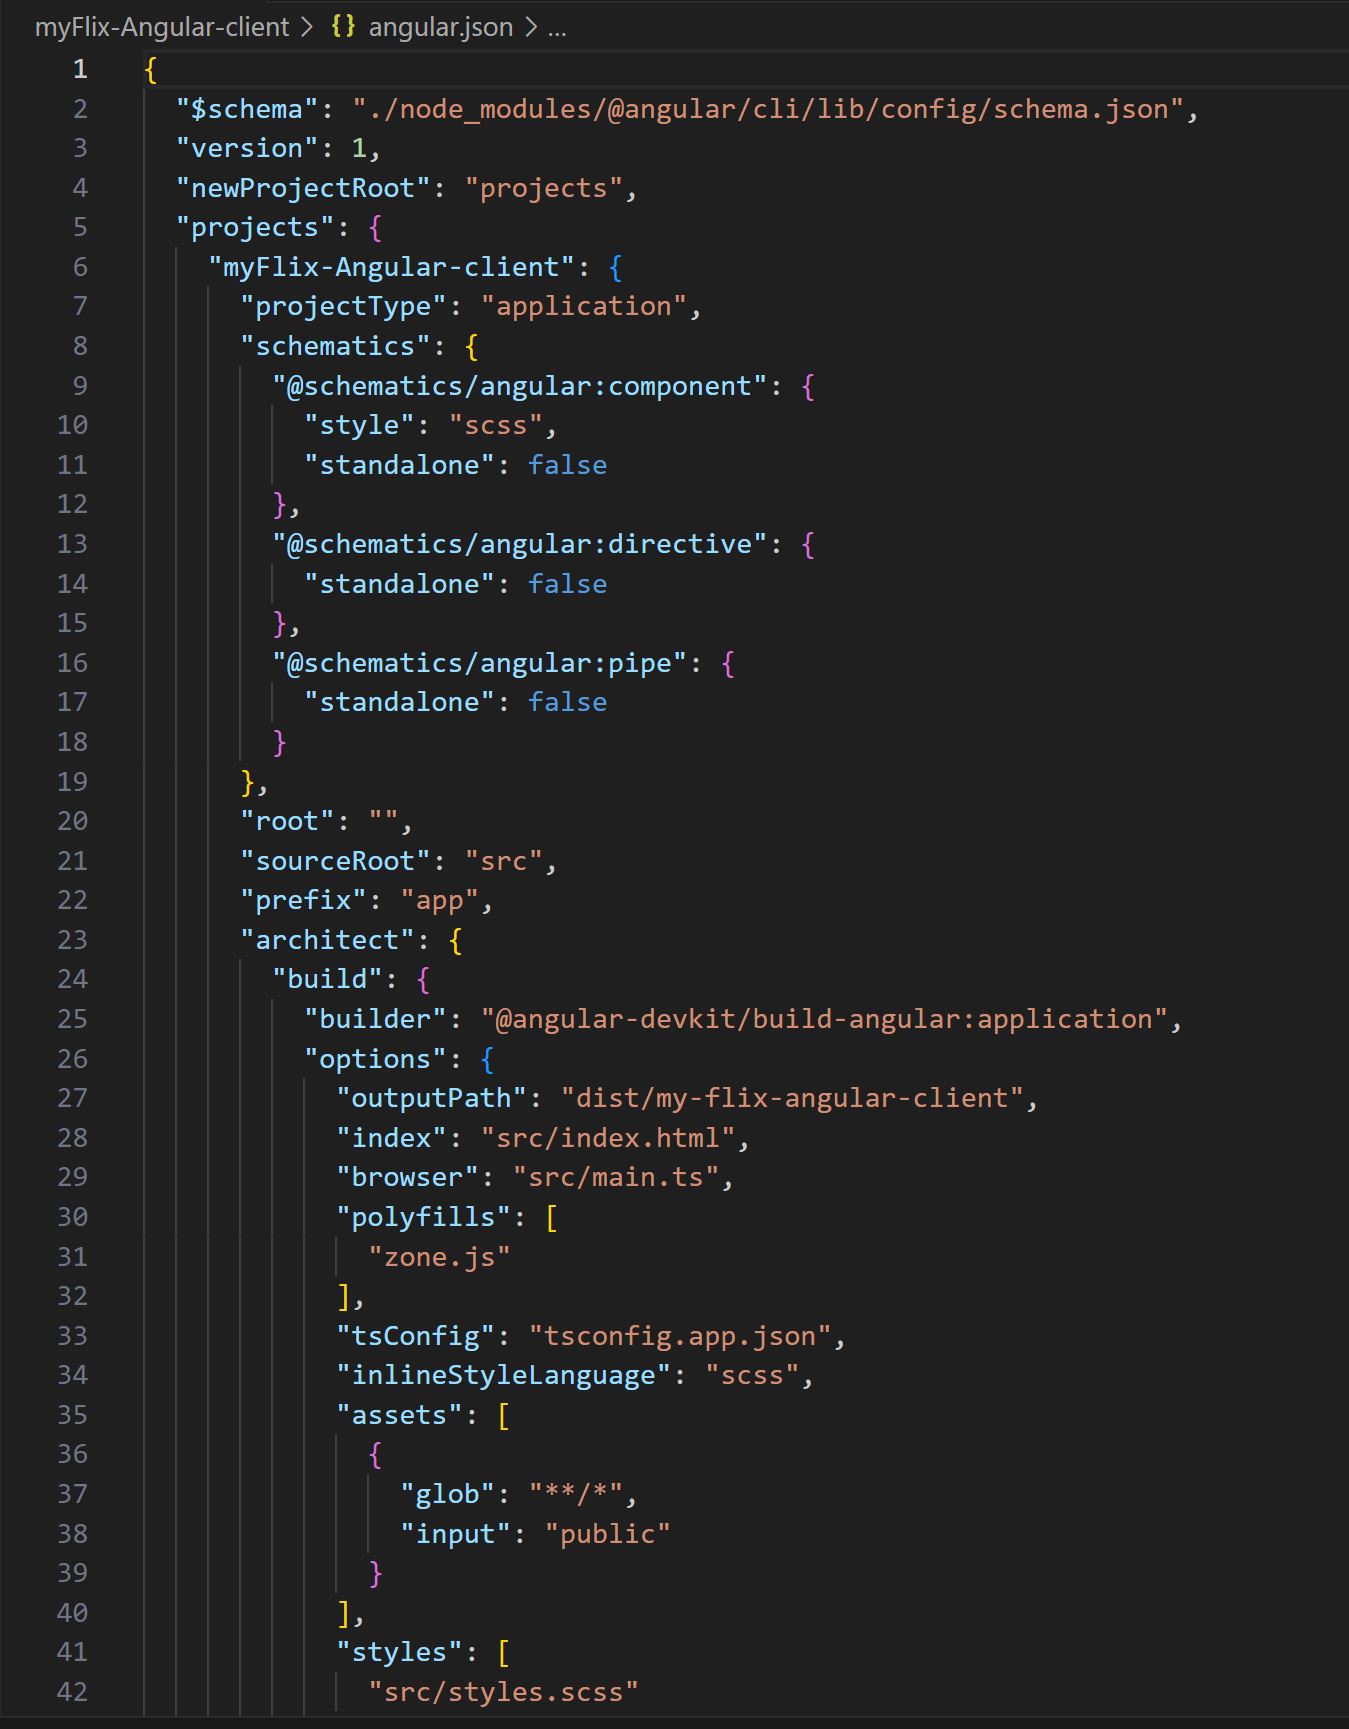 myFlix-Angular-client > {} angular.json > ...
1 {
2 "$schema": "./node_modules/@angular/cli/lib/config/schema.json",
3 "version": 1,
4 "newProjectRoot": "projects",
5 "projects": {
6 "myFlix-Angular-client": {
7 "projectType": "application",
8 "schematics": {
9 "@schematics/angular:component": {
10 "style": "scss",
11 "standalone": false
12 },
13 "@schematics/angular:directive": {
14 "standalone": false
15 },
16 "@schematics/angular:pipe": {
17 "standalone": false
18 }
19 },
20 "root": "",
21 "sourceRoot": "src",
22 "prefix": "app",
23 "architect": {
24 "build": {
25 "builder": "@angular-devkit/build-angular:application",
26 "options": {
27 "outputPath": "dist/my-flix-angular-client",
28 "index": "src/index.html",
29 "browser": "src/main.ts",
30 "polyfills": [
31 "zone.js"
32 ],
33 "tsConfig": "tsconfig.app.json",
34 "inlineStyleLanguage": "scss",
35 "assets": [
36 {
37 "glob": "**/*",
38 "input": "public"
39 }
40 ],
41 "styles": [
42 "src/styles.scss"